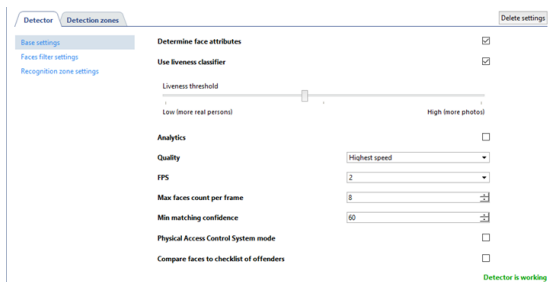 Detector
Detection zones
Delete settings
Base settings
Faces filter settings
Recognition zone settings
Determine face attributes
Use liveness classifier
Liveness threshold
Low (more real persons)
High (more photos)
Analytics
Quality
Highest speed
FPS
2
Max faces count per frame
8
Min matching confidence
60
Physical Access Control System mode
Compare faces to checklist of offenders
Detector is working